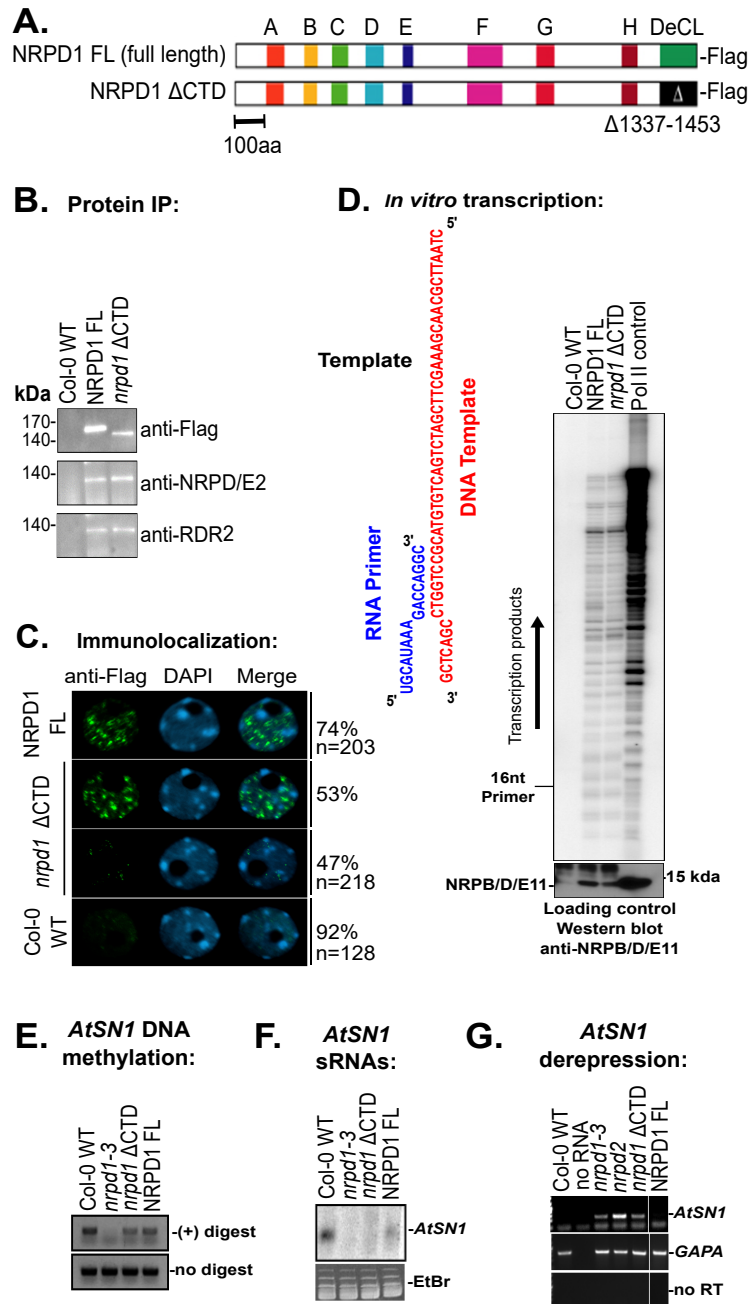 A.
A B C D E F G H DeCL
NRPD1 FL (full length) -Flag
NRPD1 ΔCTD Δ -Flag
100aa
Δ1337-1453
B. Protein IP:
Col-0 WT
NRPD1 FL
nrpd1 ΔCTD
kDa
170-
140-
anti-Flag
140-
anti-NRPD/E2
140-
anti-RDR2
C. Immunolocalization:
anti-Flag DAPI Merge
NRPD1
FL
74%
n=203
nrpd1 ΔCTD
53%
47%
n=218
Col-0
WT
92%
n=128
D. In vitro transcription:
5'
Template
DNA Template
CTGGTCCGCATGTGTCAGTCTAGCTTCGAAAGCAACGCTTAATC
GCTCAGC
3'
RNA Primer
3'
GACCAGGC
UGCAUAAA
5'
Col-0 WT
NRPD1 FL
nrpd1 ΔCTD
Pol II control
Transcription products
16nt
Primer
NRPB/D/E11-
-15 kda
Loading control
Western blot
anti-NRPB/D/E11
E. AtSN1 DNA
methylation:
Col-0 WT
nrpd1-3
nrpd1 ΔCTD
NRPD1 FL
-(+) digest
-no digest
F. AtSN1
sRNAs:
Col-0 WT
nrpd1-3
nrpd1 ΔCTD
NRPD1 FL
-AtSN1
-EtBr
G. AtSN1
derepression:
Col-0 WT
no RNA
nrpd1-3
nrpd2
nrpd1 ΔCTD
NRPD1 FL
-AtSN1
-GAPA
-no RT